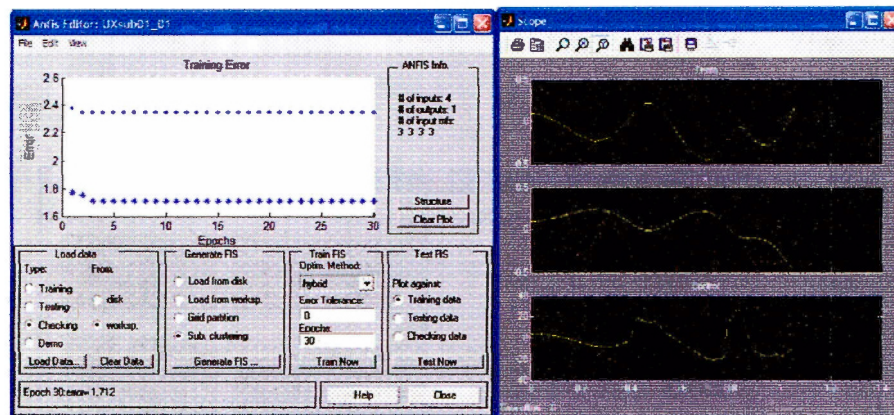 Anfis Editor: UXsub01_01
File Edit View
Training Error
2.6
2.4
2.2
2
1.8
1.6
Error
0 5 10 15 20 25 30
Epochs
ANFIS Info.
# of inputs: 4
# of outputs: 1
# of input mfs:
3 3 3 3
Structure
Clear Plot
Load data
Type: From:
Training
Testing
Checking
Demo
disk
worksp.
Load Data... Clear Data
Generate FIS
Load from disk
Load from worksp.
Grid partition
Sub. clustering
Generate FIS ...
Train FIS
Optim. Method:
hybrid
Error Tolerance:
0
Epochs:
30
Train Now
Test FIS
Plot against:
Training data
Testing data
Checking data
Test Now
Epoch 30:error= 1.712
Help Close
Scope
0.5
-0.5